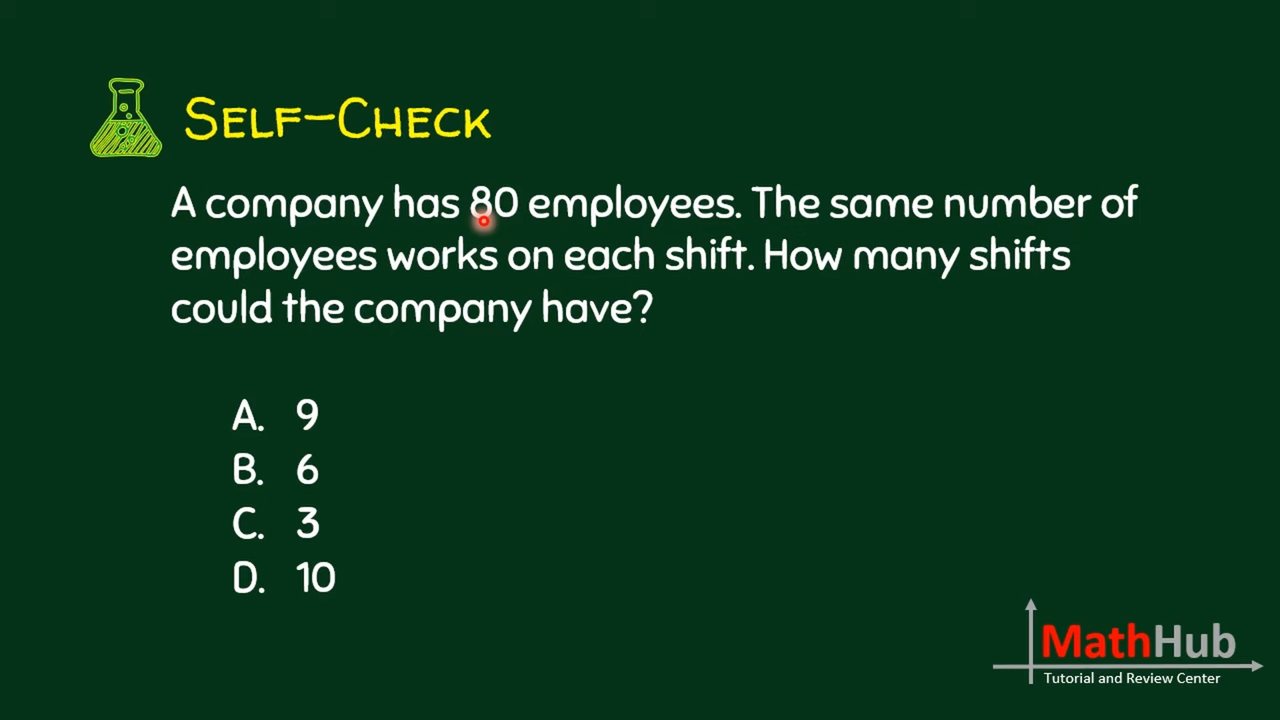 Self-Check
A company has 80 employees. The same number of
employees works on each shift. How many shifts
could the company have?
A. 9
B. 6
C. 3
D. 10
MathHub
Tutorial and Review Center